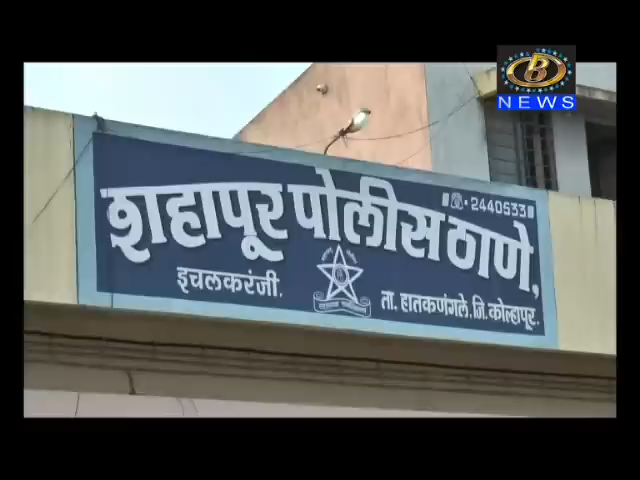 B
NEWS
☎-2440533
शहापूर पोलीस ठाणे,
इचलकरंजी.
ता. हातकणंगले. जि. कोल्हापूर.